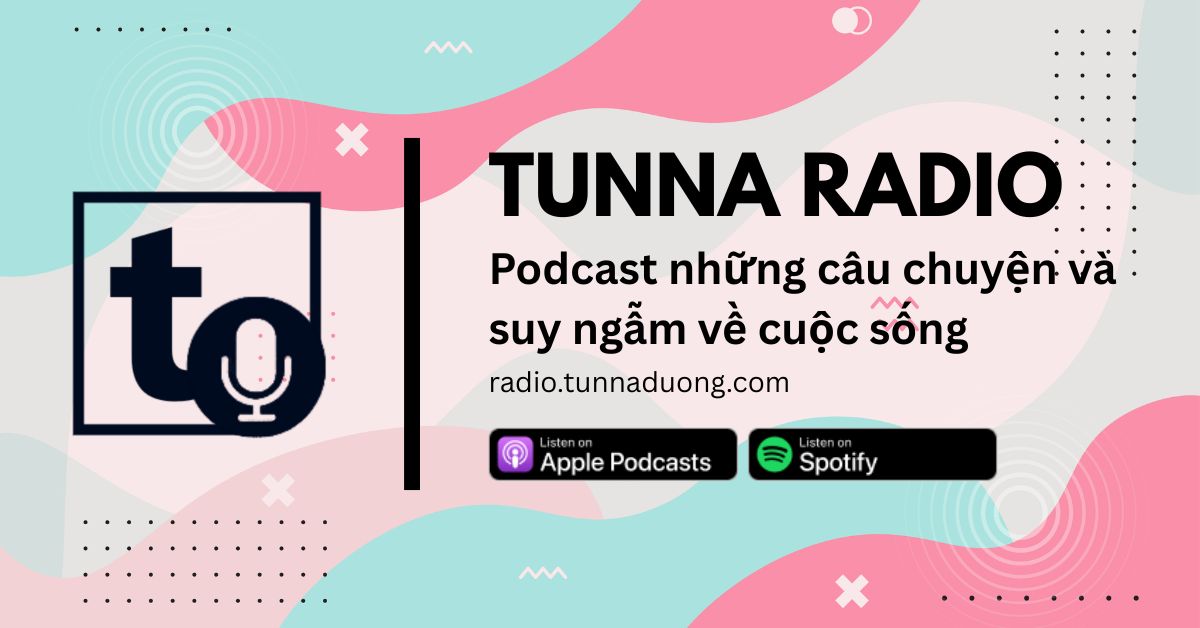 to
TUNNA RADIO
Podcast những câu chuyện và
suy ngẫm về cuộc sống
radio.tunnaduong.com
Listen on
Apple Podcasts
Listen on
Spotify